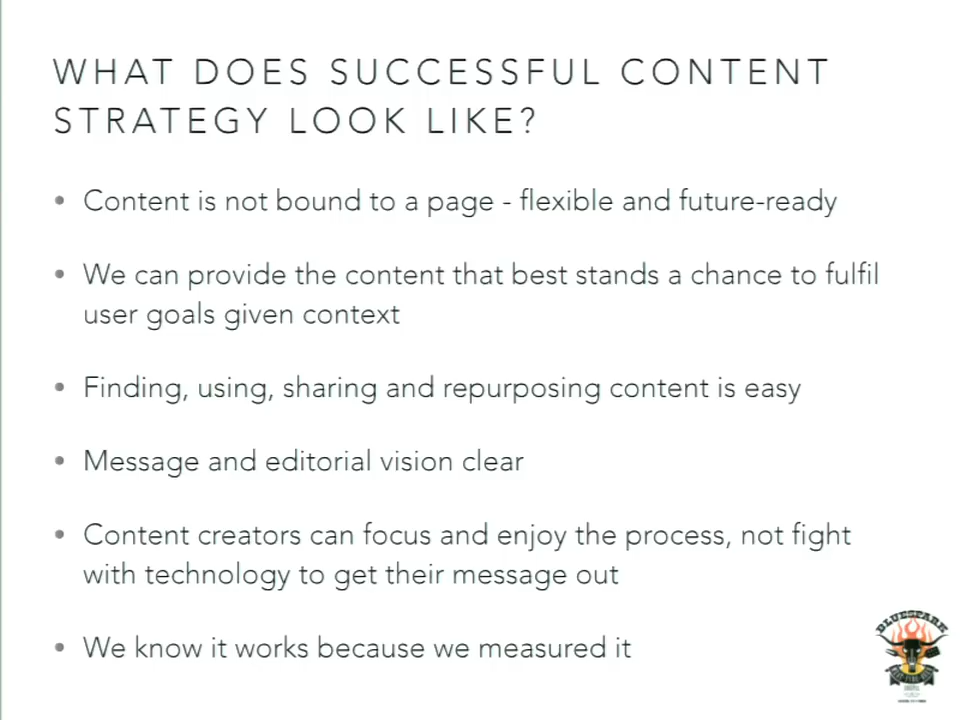 WHAT DOES SUCCESSFUL CONTENT
STRATEGY LOOK LIKE?
• Content is not bound to a page - flexible and future-ready
• We can provide the content that best stands a chance to fulfil
user goals given context
• Finding, using, sharing and repurposing content is easy
• Message and editorial vision clear
• Content creators can focus and enjoy the process, not fight
with technology to get their message out
• We know it works because we measured it
BLUESPARK